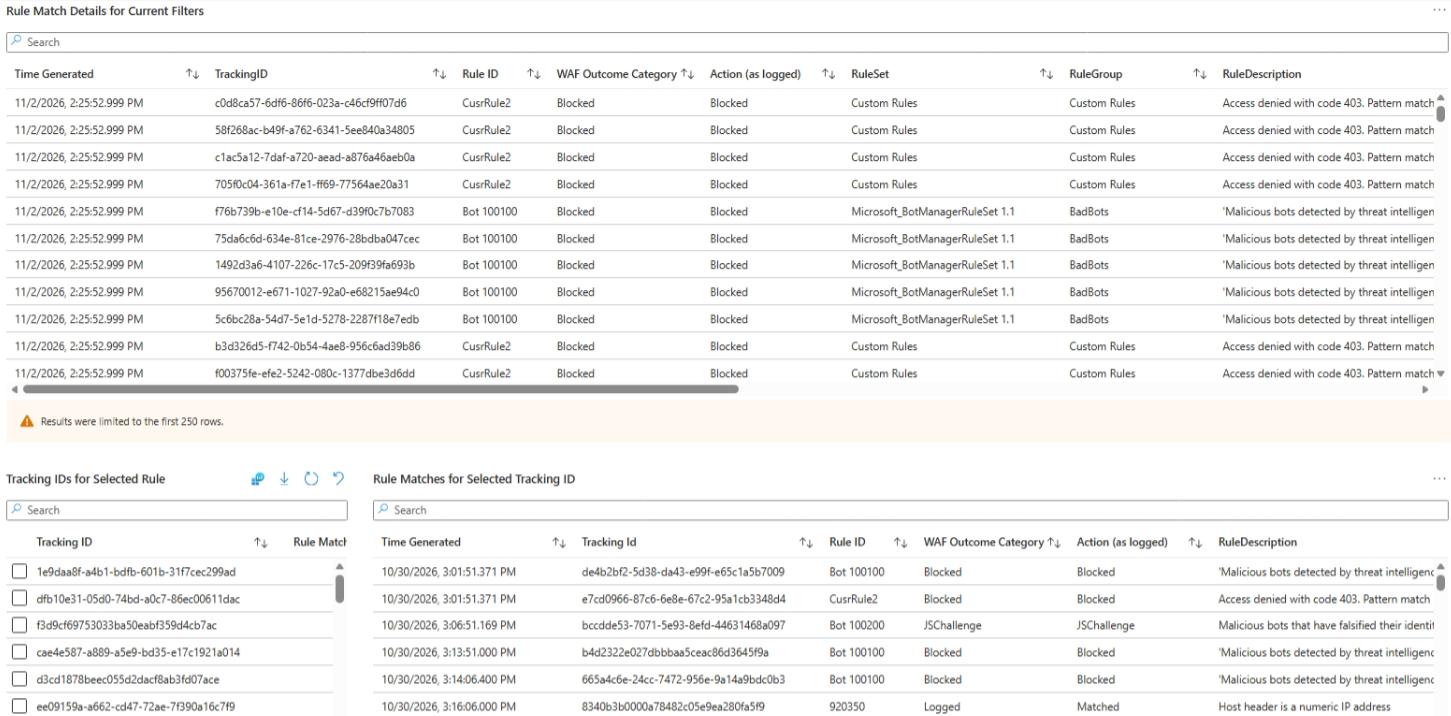 Rule Match Details for Current Filters
Search
Time Generated TrackingID Rule ID WAF Outcome Category Action (as logged) RuleSet RuleGroup RuleDescription
11/2/2026, 2:25:52.999 PM c0d8ca57-6df6-86f6-023a-c46cf9ff07d6 CusrRule2 Blocked Blocked Custom Rules Custom Rules Access denied with code 403. Pattern match
11/2/2026, 2:25:52.999 PM 58f268ac-b49f-a762-6341-5ee840a34805 CusrRule2 Blocked Blocked Custom Rules Custom Rules Access denied with code 403. Pattern match
11/2/2026, 2:25:52.999 PM c1ac5a12-7daf-a720-aead-a876a46aeb0a CusrRule2 Blocked Blocked Custom Rules Custom Rules Access denied with code 403. Pattern match
11/2/2026, 2:25:52.999 PM 705f0c04-361a-f7e1-ff69-77564ae20a31 CusrRule2 Blocked Blocked Custom Rules Custom Rules Access denied with code 403. Pattern match
11/2/2026, 2:25:52.999 PM f76b739b-e10e-cf14-5d67-d39f0c7b7083 Bot 100100 Blocked Blocked Microsoft_BotManagerRuleSet 1.1 BadBots 'Malicious bots detected by threat intelligen
11/2/2026, 2:25:52.999 PM 75da6c6d-634e-81ce-2976-28bdba047cec Bot 100100 Blocked Blocked Microsoft_BotManagerRuleSet 1.1 BadBots 'Malicious bots detected by threat intelligen
11/2/2026, 2:25:52.999 PM 1492d3a6-4107-226c-17c5-209f39fa693b Bot 100100 Blocked Blocked Microsoft_BotManagerRuleSet 1.1 BadBots 'Malicious bots detected by threat intelligen
11/2/2026, 2:25:52.999 PM 95670012-e671-1027-92a0-e68215ae94c0 Bot 100100 Blocked Blocked Microsoft_BotManagerRuleSet 1.1 BadBots 'Malicious bots detected by threat intelligen
11/2/2026, 2:25:52.999 PM 5c6bc28a-54d7-5e1d-5278-2287f18e7edb Bot 100100 Blocked Blocked Microsoft_BotManagerRuleSet 1.1 BadBots 'Malicious bots detected by threat intelligen
11/2/2026, 2:25:52.999 PM b3d326d5-f742-0b54-4ae8-956c6ad39b86 CusrRule2 Blocked Blocked Custom Rules Custom Rules Access denied with code 403. Pattern match
11/2/2026, 2:25:52.999 PM f00375fe-efe2-5242-080c-1377dbe3d6dd CusrRule2 Blocked Blocked Custom Rules Custom Rules Access denied with code 403. Pattern match
Results were limited to the first 250 rows.
Tracking IDs for Selected Rule
Search
Tracking ID Rule Match
1e9daa8f-a4b1-bdfb-601b-31f7cec299ad
dfb10e31-05d0-74bd-a0c7-86ec00611dac
f3d9cf69753033ba50eabf359d4cb7ac
cae4e587-a889-a5e9-bd35-e17c1921a014
d3cd1878beec055d2dacf8ab3fd07ace
ee09159a-a662-cd47-72ae-7f390a16c7f9
Rule Matches for Selected Tracking ID
Search
Time Generated Tracking Id Rule ID WAF Outcome Category Action (as logged) RuleDescription
10/30/2026, 3:01:51.371 PM de4b2bf2-5d38-da43-e99f-e65c1a5b7009 Bot 100100 Blocked Blocked 'Malicious bots detected by threat intelligenc
10/30/2026, 3:01:51.371 PM e7cd0966-87c6-6e8e-67c2-95a1cb3348d4 CusrRule2 Blocked Blocked Access denied with code 403. Pattern match
10/30/2026, 3:06:51.169 PM bccdde53-7071-5e93-8efd-44631468a097 Bot 100200 JSChallenge JSChallenge Malicious bots that have falsified their identit
10/30/2026, 3:13:51.000 PM b4d2322e027dbbbaa5ceac86d3645f9a Bot 100100 Blocked Blocked 'Malicious bots detected by threat intelligenc
10/30/2026, 3:14:06.400 PM 665a4c6e-24cc-7472-956e-9a14a9bdc0b3 Bot 100100 Blocked Blocked 'Malicious bots detected by threat intelligenc
10/30/2026, 3:16:06.000 PM 8340b3b0000a78482c05e9ea280fa5f9 920350 Logged Matched Host header is a numeric IP address